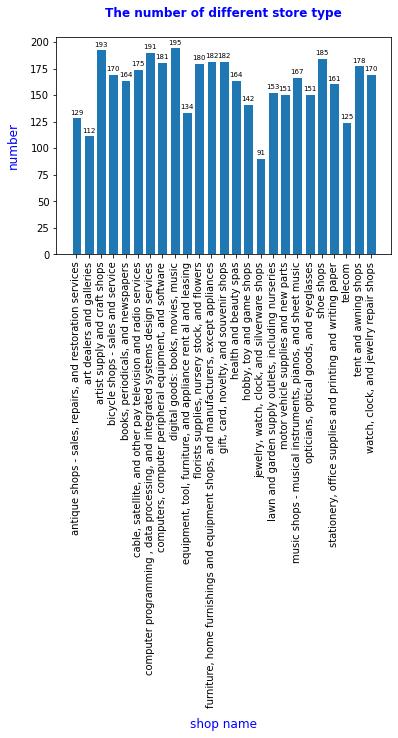 The number of different store type
number
200
175
150
125
100
75
50
25
0
129
112
193
170
164
175
191
181
195
134
180
182
182
164
142
91
153
151
167
151
185
161
125
178
170
antique shops - sales, repairs, and restoration services
art dealers and galleries
artist supply and craft shops
bicycle shops - sales and service
books, periodicals, and newspapers
cable, satellite, and other pay television and radio services
computer programming , data processing, and integrated systems design services
computers, computer peripheral equipment, and software
digital goods: books, movies, music
equipment, tool, furniture, and appliance rent al and leasing
florists supplies, nursery stock, and flowers
furniture, home furnishings and equipment shops, and manufacturers, except appliances
gift, card, novelty, and souvenir shops
health and beauty spas
hobby, toy and game shops
jewelry, watch, clock, and silverware shops
lawn and garden supply outlets, including nurseries
motor vehicle supplies and new parts
music shops - musical instruments, pianos, and sheet music
opticians, optical goods, and eyeglasses
shoe shops
stationery, office supplies and printing and writing paper
telecom
tent and awning shops
watch, clock, and jewelry repair shops
shop name